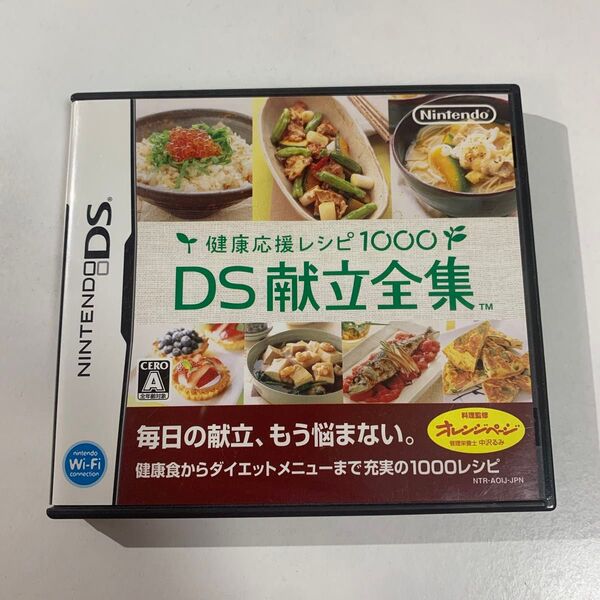 NINTENDO DS®
Nintendo®
健康応援レシピ1000
DS 献立全集™
CERO
A
全年齢対象
料理監修
オレンジページ
管理栄養士 中沢るみ
毎日の献立、もう悩まない。
健康食からダイエットメニューまで充実の1000レシピ
NTR-AOIJ-JPN
nintendo
Wi-Fi
connection